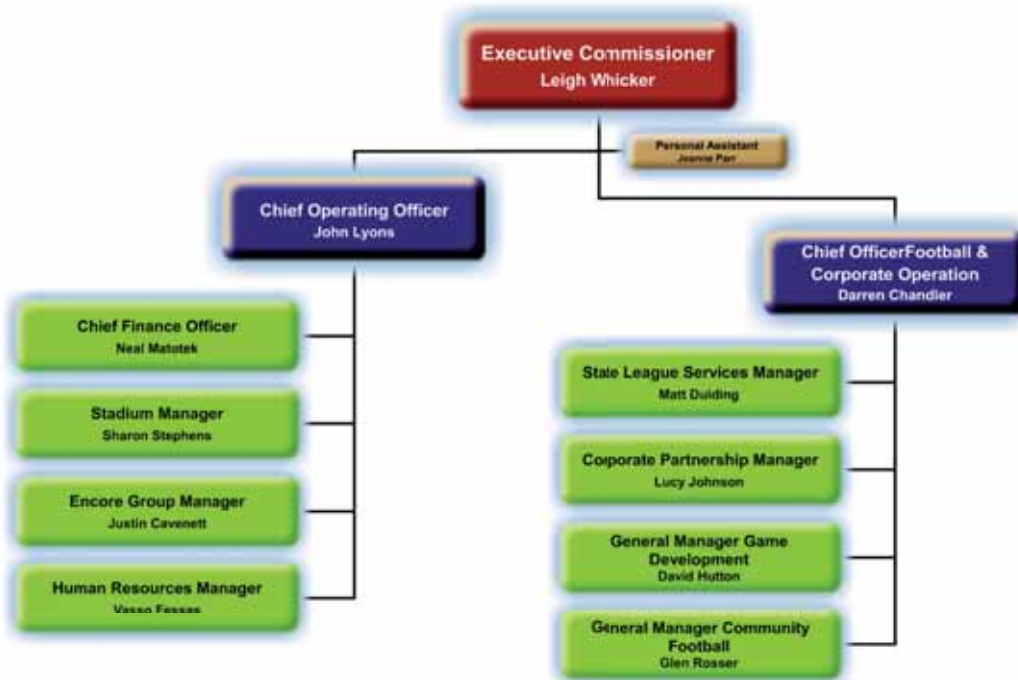 Executive Commissioner
Leigh Whicker
Personal Assistant
Joanne Parr
Chief Operating Officer
John Lyons
Chief OfficerFootball &
Corporate Operation
Darren Chandler
Chief Finance Officer
Neal Matotek
Stadium Manager
Sharon Stephens
Encore Group Manager
Justin Cavenett
Human Resources Manager
Vasso Fessas
State League Services Manager
Matt Duldig
Corporate Partnership Manager
Lucy Johnson
General Manager Game
Development
David Hutton
General Manager Community
Football
Glen Rosser